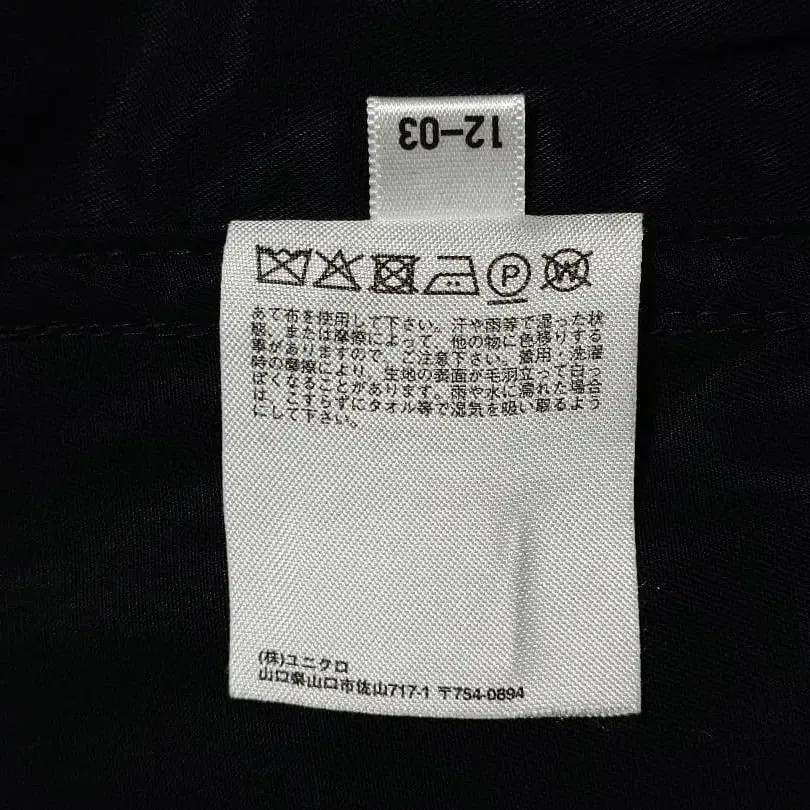 12-03
P
W
あて布を使用して下さい。汗や雨等で湿った状
態、または摩擦によって、他の物に色移りする
事がありますので、ご注意下さい。着用・洗濯
時の摩擦により、生地の表面が毛羽立って白っ
ぽくなることがあります。雨や水に濡れた場合
は、こすらずにタオル等で湿気を吸い取るよう
にして下さい。
(株)ユニクロ
山口県山口市佐山717-1 〒754-0894